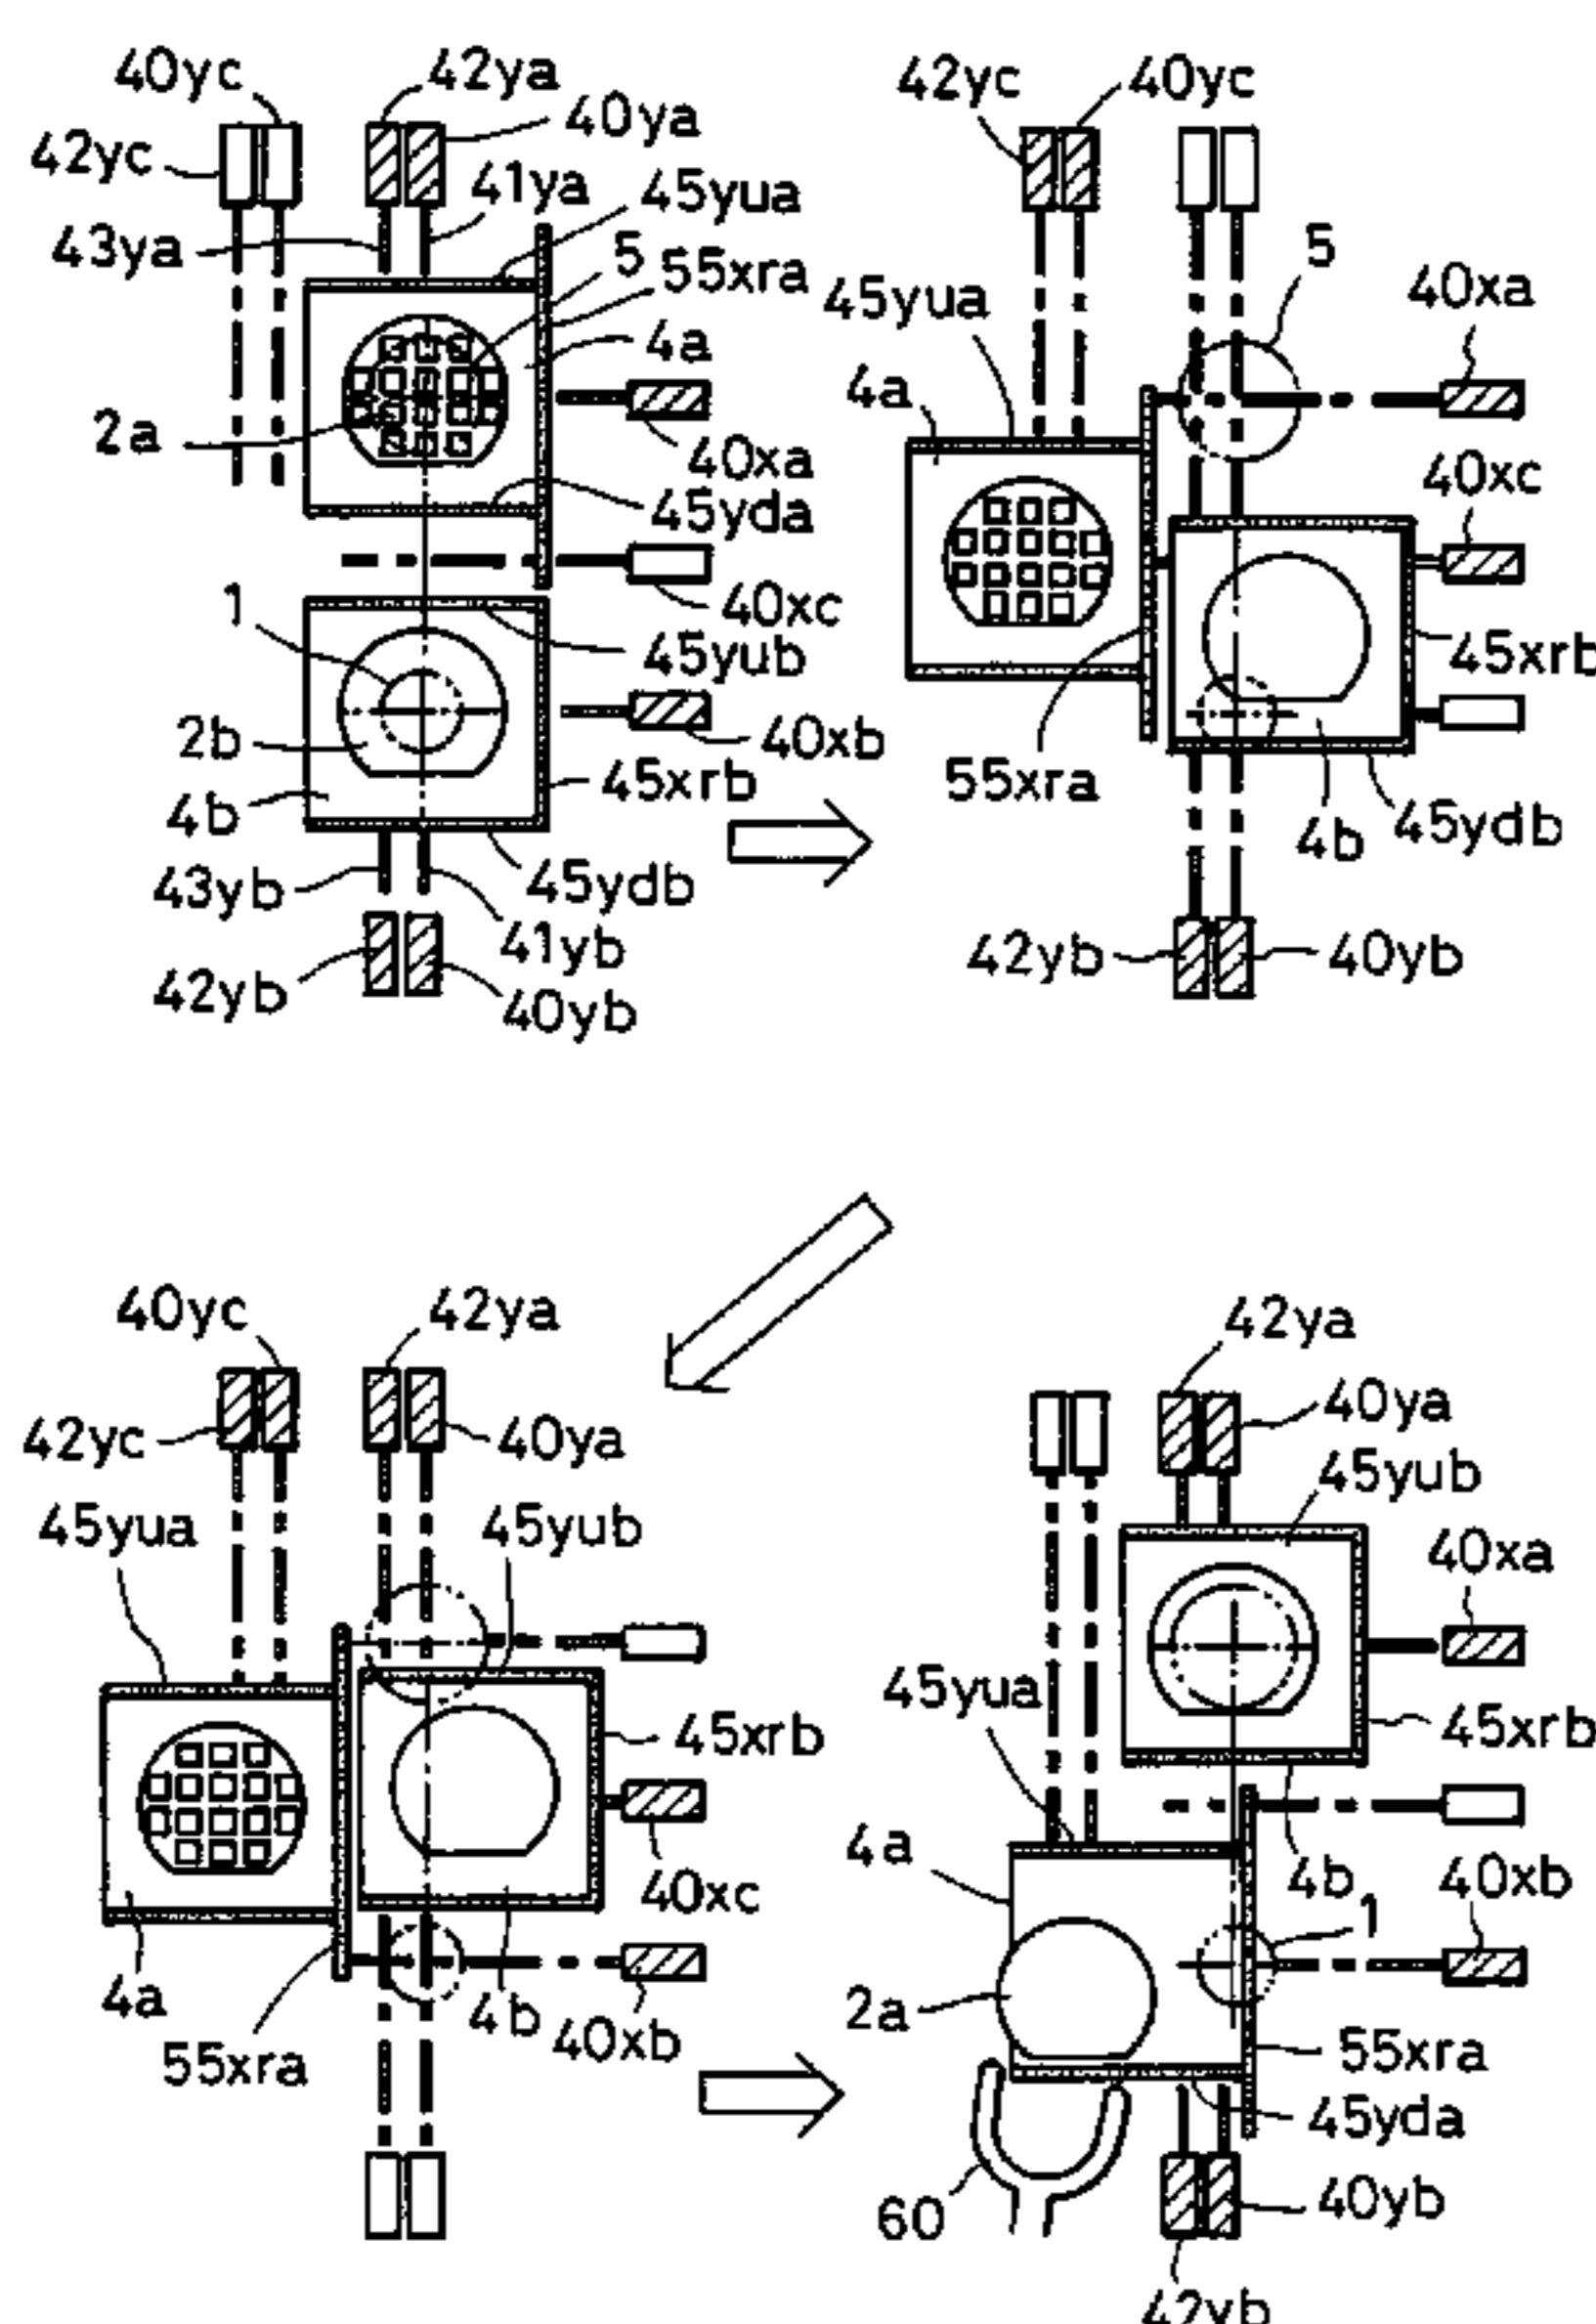 40yc 42ya
42yc 40ya
41ya
43ya 45yua
5 55xra
4a
2a
40xa
45yda
1 40xc
45yub
2b 40xb
4b 45xrb
43yb 45ydb
41yb
42yb 40yb
42yc 40yc
5
45yua 40xa
4a
40xc
45xrb
55xra
4b 45ydb
42yb 40yb
40yc 42ya
42yc 40ya
45yua 45yub
45xrb
40xc
4a 4b 40xb
55xra
42ya
40ya
45yub
40xa
45yua
45xrb
4a 4b 40xb
1
2a
55xra
45yda
60 40yb
42yb